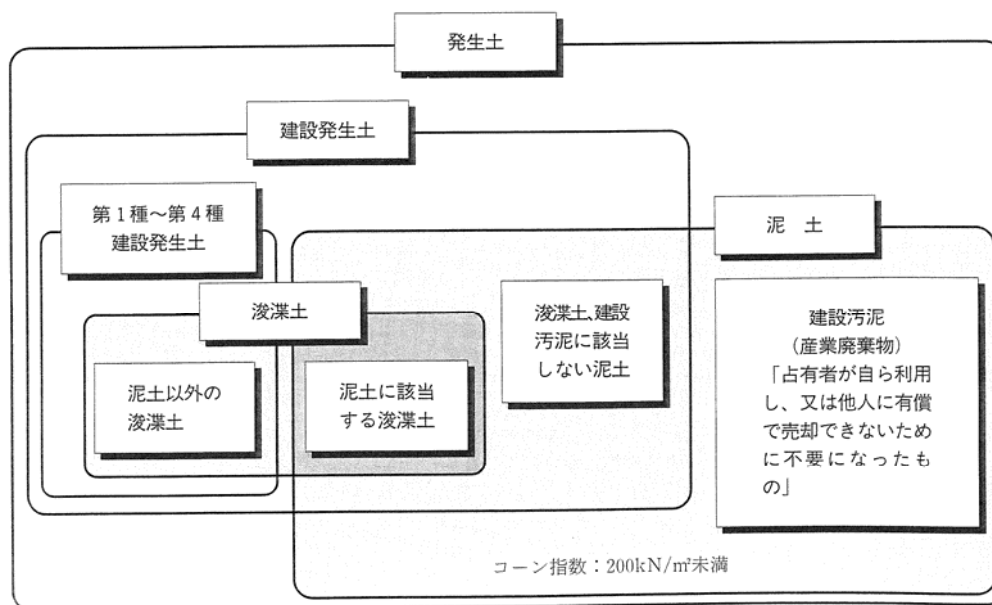 発生土
建設発生土
第1種～第4種
建設発生土
泥　土
浚渫土
浚渫土、建設
汚泥に該当
しない泥土
建設汚泥
（産業廃棄物）
「占有者が自ら利用
し、又は他人に有償
で売却できないため
に不要になったも
の」
泥土以外の
浚渫土
泥土に該当
する浚渫土
コーン指数：200kN/㎡未満